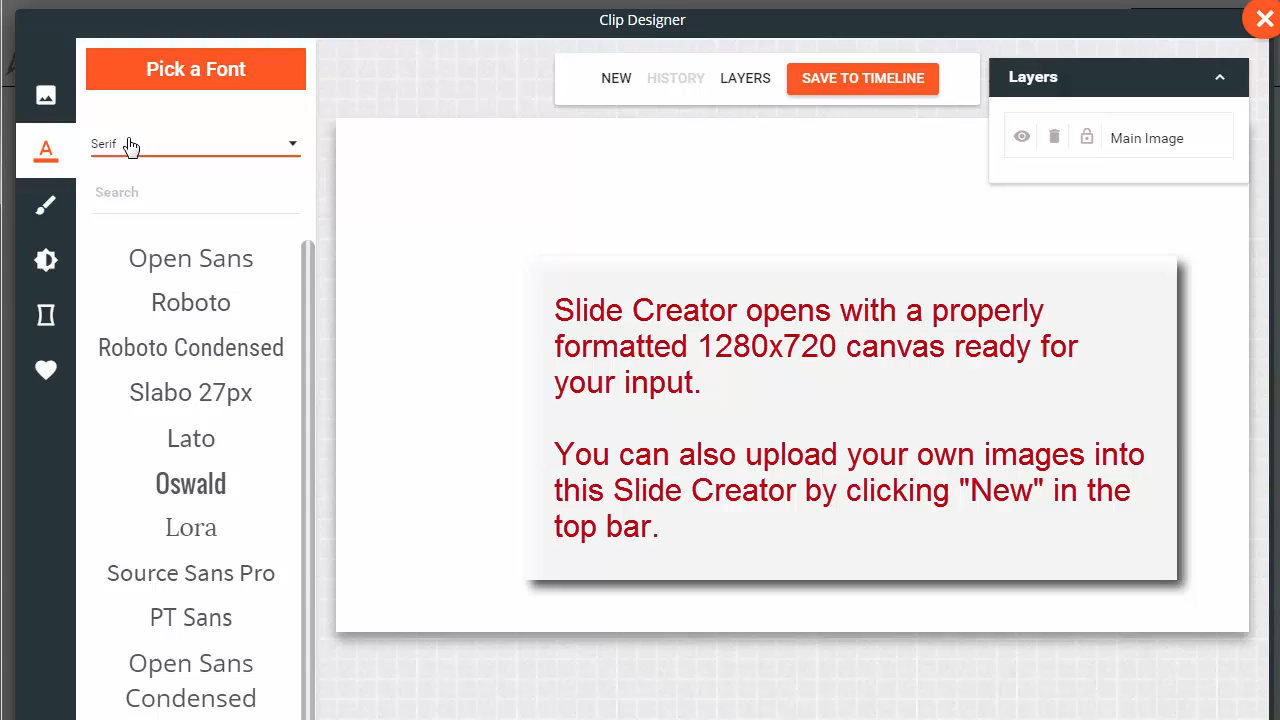 Clip Designer
Pick a Font
Serif
Search
Open Sans
Roboto
Roboto Condensed
Slabo 27px
Lato
Oswald
Lora
Source Sans Pro
PT Sans
Open Sans
Condensed
NEW HISTORY LAYERS SAVE TO TIMELINE
Layers
Main Image
Slide Creator opens with a properly
formatted 1280x720 canvas ready for
your input.
You can also upload your own images into
this Slide Creator by clicking "New" in the
top bar.